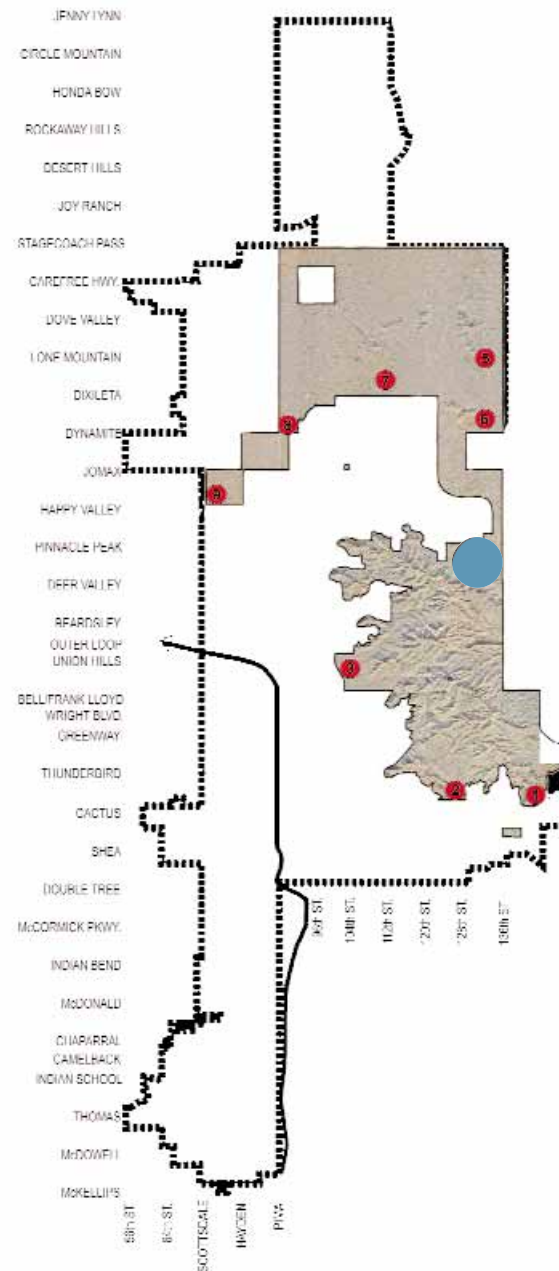 JENNY LYNN
CIRCLE MOUNTAIN
HONDA BOW
ROCKAWAY HILLS
DESERT HILLS
JOY RANCH
STAGECOACH PASS
CAREFREE HWY.
DOVE VALLEY
LONE MOUNTAIN
DIXILETA
DYNAMITE
JOMAX
HAPPY VALLEY
PINNACLE PEAK
DEER VALLEY
BEARDSLEY
OUTER LOOP
UNION HILLS
BELL/FRANK LLOYD
WRIGHT BLVD.
GREENWAY
THUNDERBIRD
CACTUS
SHEA
DOUBLE TREE
McCORMICK PKWY.
INDIAN BEND
McDONALD
CHAPARRAL
CAMELBACK
INDIAN SCHOOL
THOMAS
McDOWELL
McKELLIPS
5
7
6
8
3
2
1
96th ST.
104th ST.
112th ST.
128th ST.
136th ST
64th ST.
SCOTTSDALE
HAYDEN
PIMA